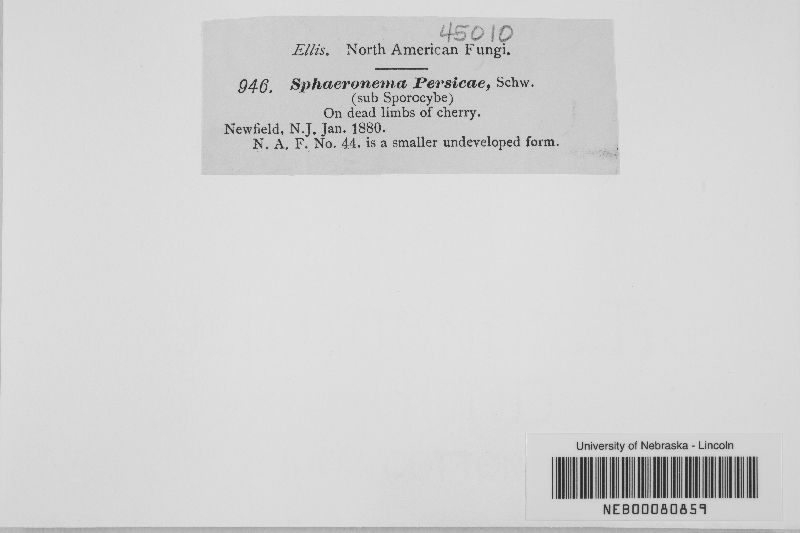 45010
Ellis. North American Fungi.
946. Sphaeronema Persicae, Schw.
(sub Sporocybe)
On dead limbs of cherry.
Newfield, N.J. Jan. 1880.
N. A. F. No. 44. is a smaller undeveloped form.
University of Nebraska - Lincoln
NEB00080859